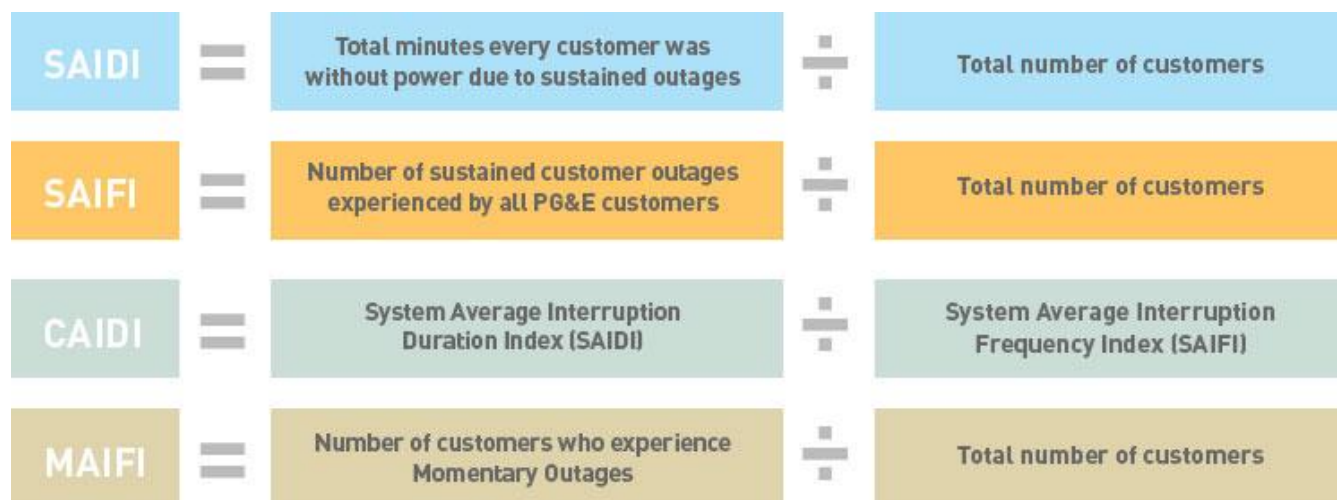 SAIDI
=
Total minutes every customer was
without power due to sustained outages
÷
Total number of customers
SAIFI
=
Number of sustained customer outages
experienced by all PG&E customers
÷
Total number of customers
CAIDI
=
System Average Interruption
Duration Index (SAIDI)
÷
System Average Interruption
Frequency Index (SAIFI)
MAIFI
=
Number of customers who experience
Momentary Outages
÷
Total number of customers